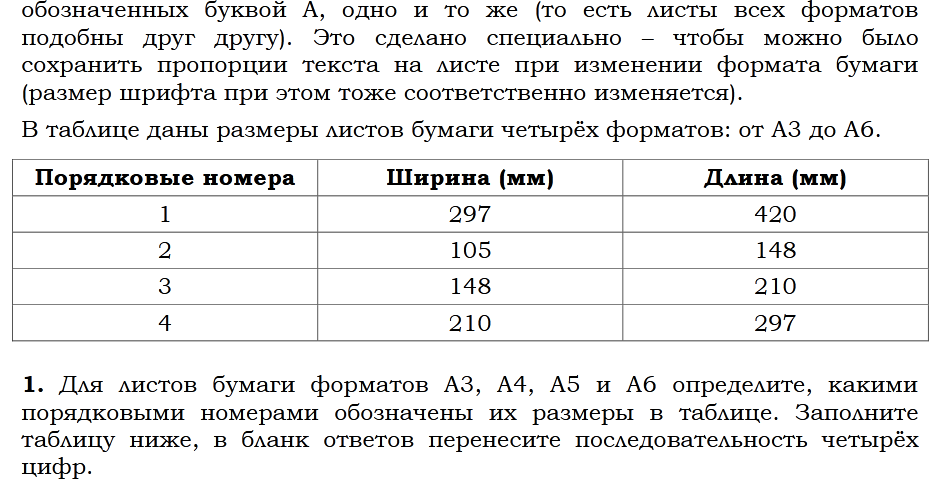 обозначенных буквой А, одно и то же (то есть листы всех форматов
подобны друг другу). Это сделано специально – чтобы можно было
сохранить пропорции текста на листе при изменении формата бумаги
(размер шрифта при этом тоже соответственно изменяется).
В таблице даны размеры листов бумаги четырёх форматов: от А3 до А6.
Порядковые номера Ширина (мм) Длина (мм)
1 297 420
2 105 148
3 148 210
4 210 297
1. Для листов бумаги форматов А3, А4, А5 и А6 определите, какими
порядковыми номерами обозначены их размеры в таблице. Заполните
таблицу ниже, в бланк ответов перенесите последовательность четырёх
цифр.